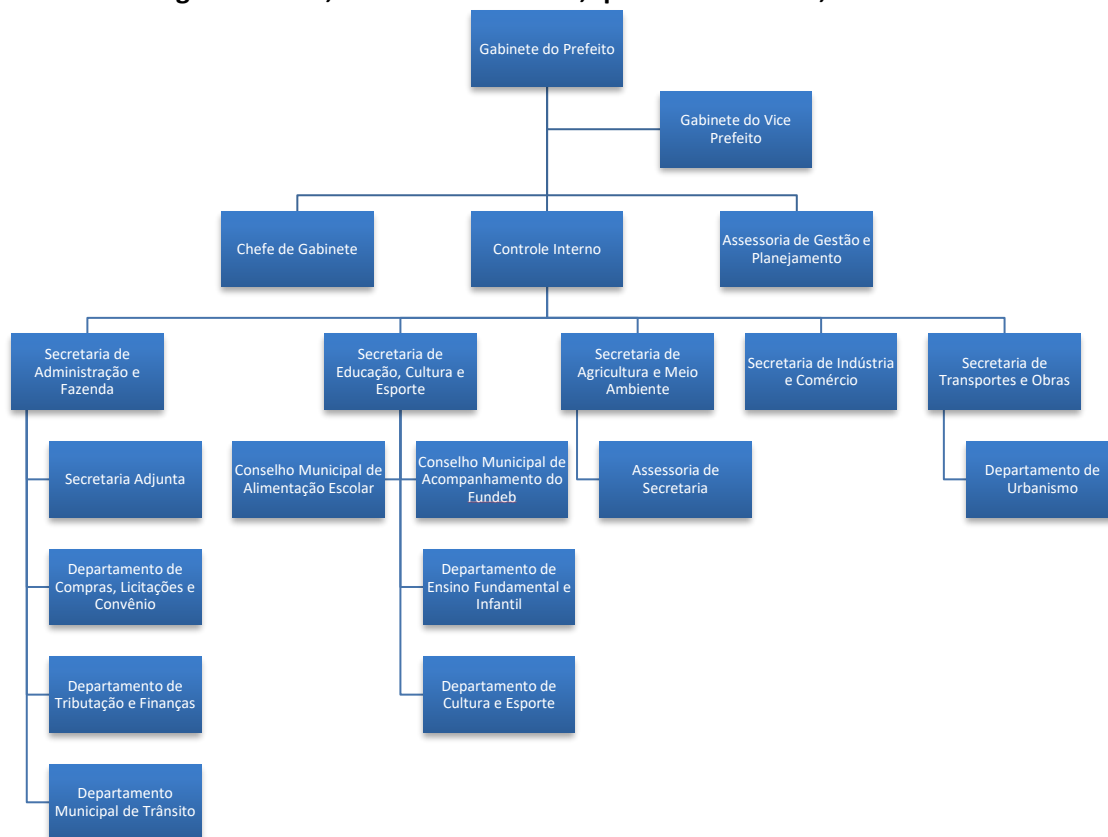 Gabinete do Prefeito
Gabinete do Vice
Prefeito
Chefe de Gabinete
Controle Interno
Assessoria de Gestão e
Planejamento
Secretaria de
Administração e
Fazenda
Secretaria de
Educação, Cultura e
Esporte
Secretaria de
Agricultura e Meio
Ambiente
Secretaria de Indústria
e Comércio
Secretaria de
Transportes e Obras
Secretaria Adjunta
Conselho Municipal de
Alimentação Escolar
Conselho Municipal de
Acompanhamento do
Fundeb
Assessoria de
Secretaria
Departamento de
Urbanismo
Departamento de
Compras, Licitações e
Convênio
Departamento de
Ensino Fundamental e
Infantil
Departamento de
Tributação e Finanças
Departamento de
Cultura e Esporte
Departamento
Municipal de Trânsito